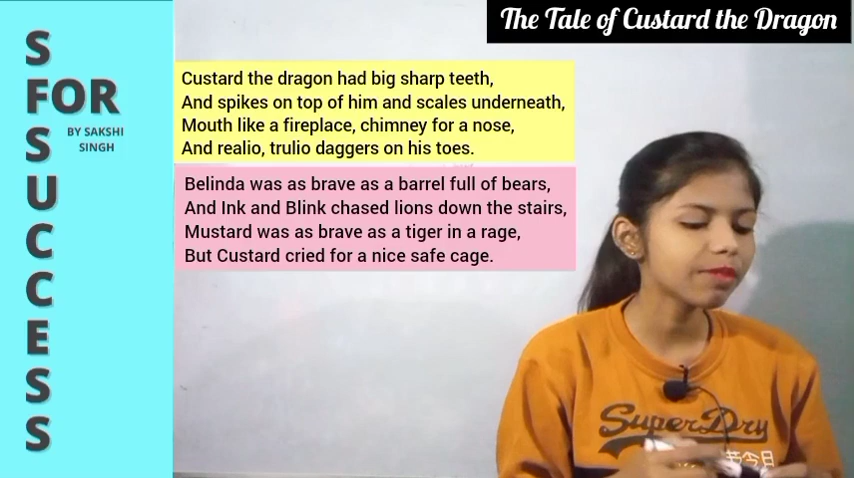 The Tale of Custard the Dragon
S
FOR
S
U
C
C
E
S
S
BY SAKSHI
SINGH
Custard the dragon had big sharp teeth,
And spikes on top of him and scales underneath,
Mouth like a fireplace, chimney for a nose,
And realio, trulio daggers on his toes.
Belinda was as brave as a barrel full of bears,
And Ink and Blink chased lions down the stairs,
Mustard was as brave as a tiger in a rage,
But Custard cried for a nice safe cage.
SuperDry